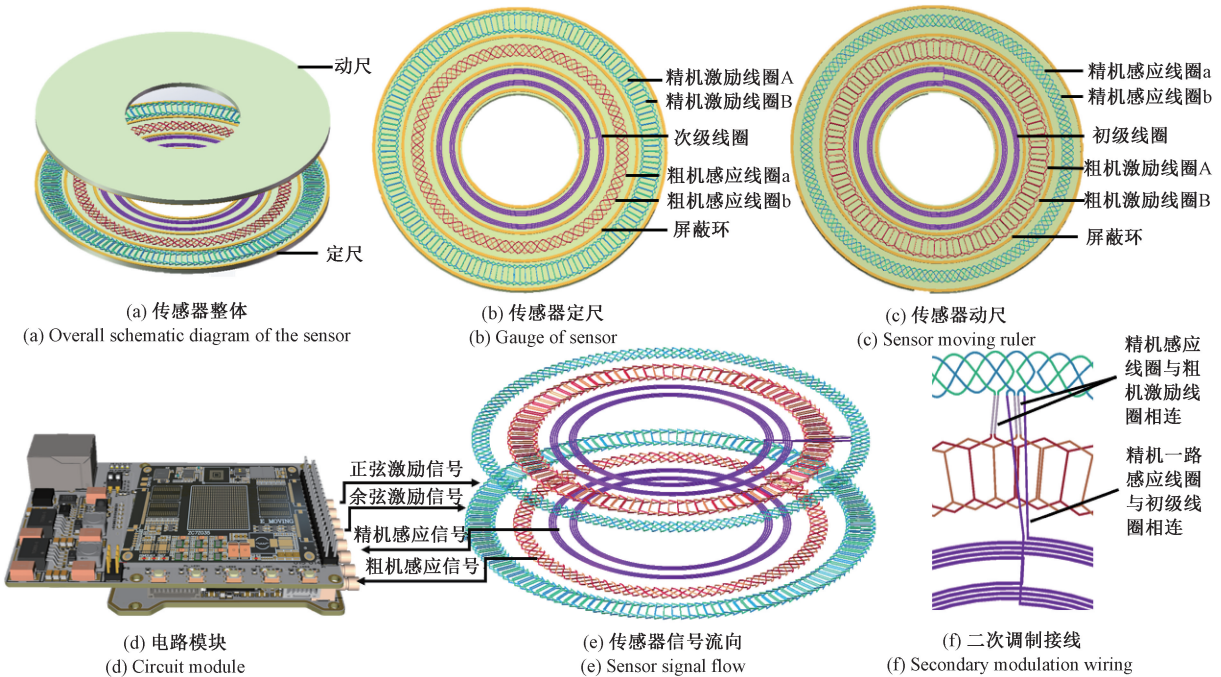 动尺
定尺
(a) 传感器整体
(a) Overall schematic diagram of the sensor
精机激励线圈A
精机激励线圈B
次级线圈
粗机感应线圈a
粗机感应线圈b
屏蔽环
(b) 传感器定尺
(b) Gauge of sensor
精机感应线圈a
精机感应线圈b
初级线圈
粗机激励线圈A
粗机激励线圈B
屏蔽环
(c) 传感器动尺
(c) Sensor moving ruler
E_MOVING
正弦激励信号
余弦激励信号
精机感应信号
粗机感应信号
(d) 电路模块
(d) Circuit module
(e) 传感器信号流向
(e) Sensor signal flow
精机感应
线圈与粗
机激励线
圈相连
精机一路
感应线圈
与初级线
圈相连
(f) 二次调制接线
(f) Secondary modulation wiring